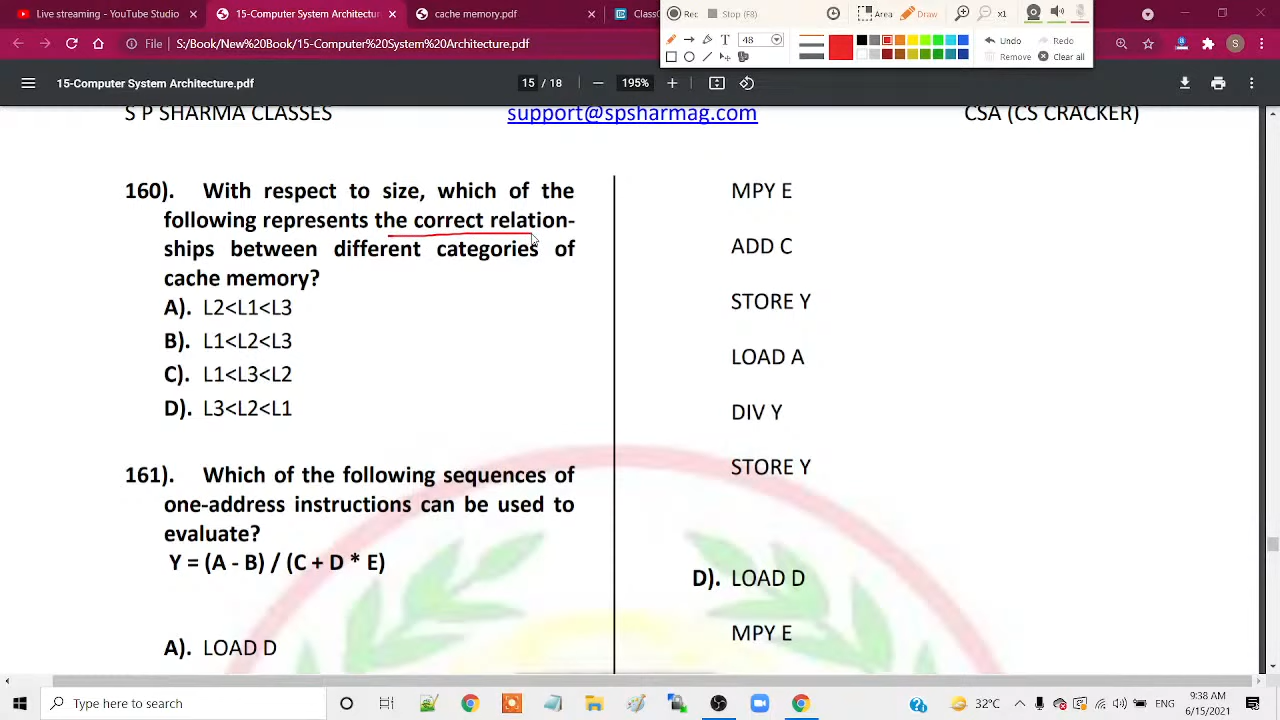 Live streaming - YouTube Studio
15-Computer System Architectur
cache memory.pdf
ClassC
Rec
Stop (F8)
Area
Draw
x1
48
Undo
Redo
Remove
Clear all
15-Computer%20System%20Architecture.pdf
S
15-Computer System Architecture.pdf
15 / 18
195%
S P SHARMA CLASSES
support@spsharmag.com
CSA (CS CRACKER)
160). With respect to size, which of the
following represents the correct relation-
ships between different categories of
cache memory?
A). L2<L1<L3
B). L1<L2<L3
C). L1<L3<L2
D). L3<L2<L1
161). Which of the following sequences of
one-address instructions can be used to
evaluate?
Y = (A - B) / (C + D * E)
A). LOAD D
MPY E
ADD C
STORE Y
LOAD A
DIV Y
STORE Y
D). LOAD D
MPY E
Type here to search
32°C
ENG
9:38 AM
6/15/2021